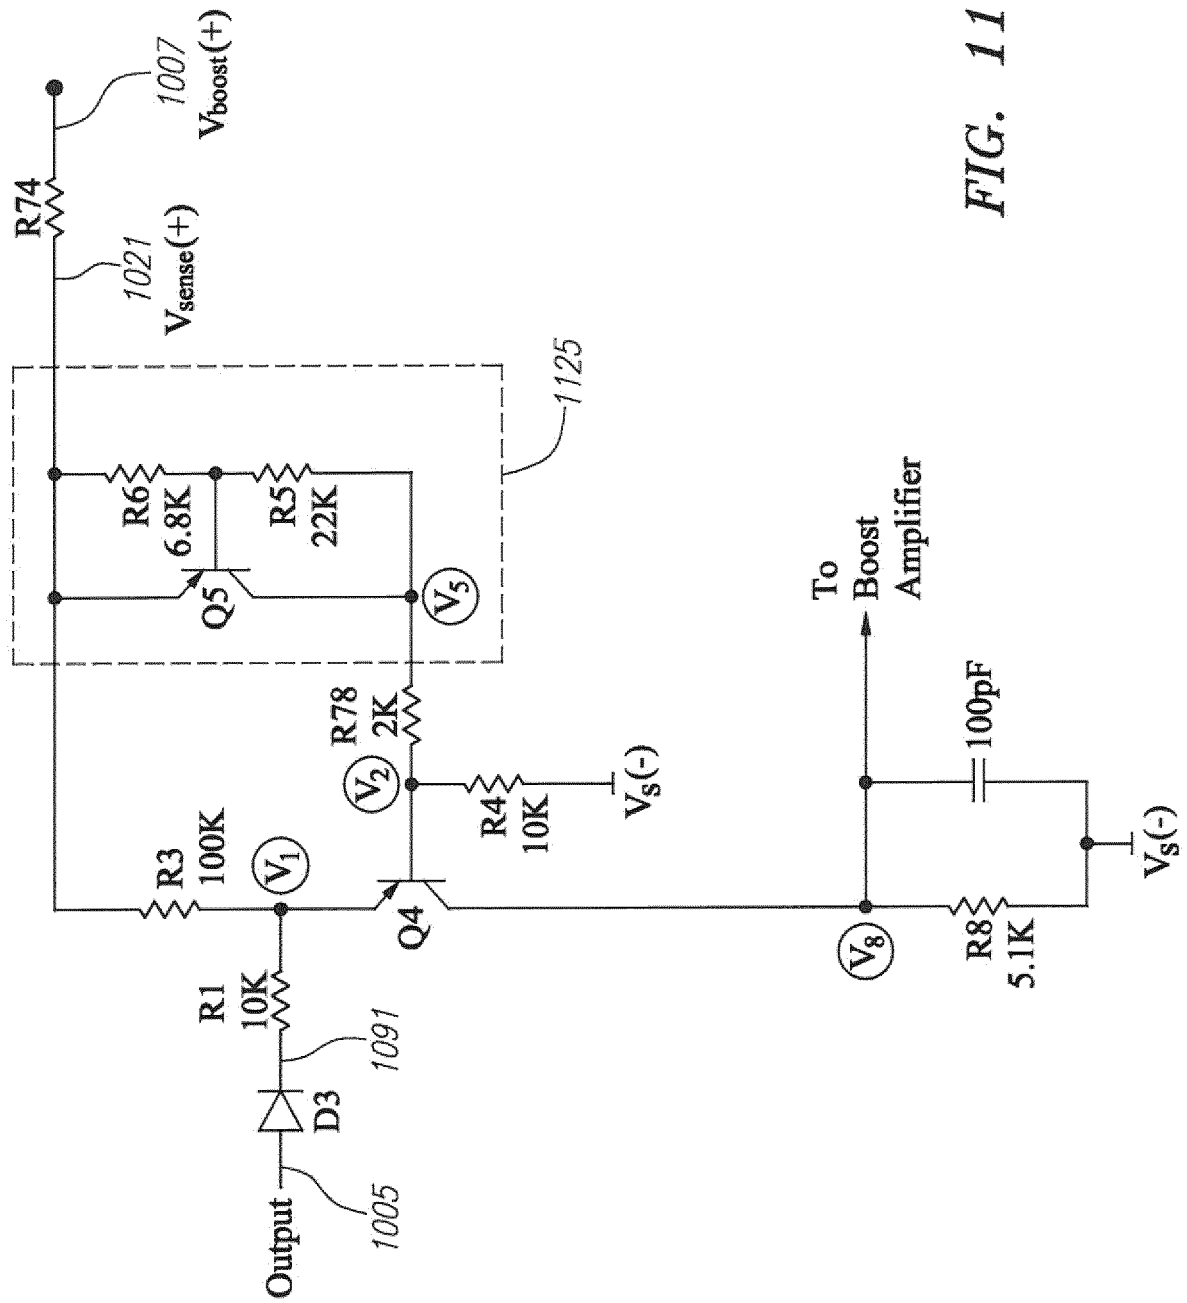 R74
1007
Vboost(+)
1021
Vsense(+)
R6
6.8K
R5
22K
Q5
V5
1125
R3
100K
V1
R78
2K
V2
R4
10K
VS(-)
Q4
R1
10K
1091
D3
1005
Output
To
Boost
Amplifier
V8
R8
5.1K
100pF
VS(-)
FIG. 11